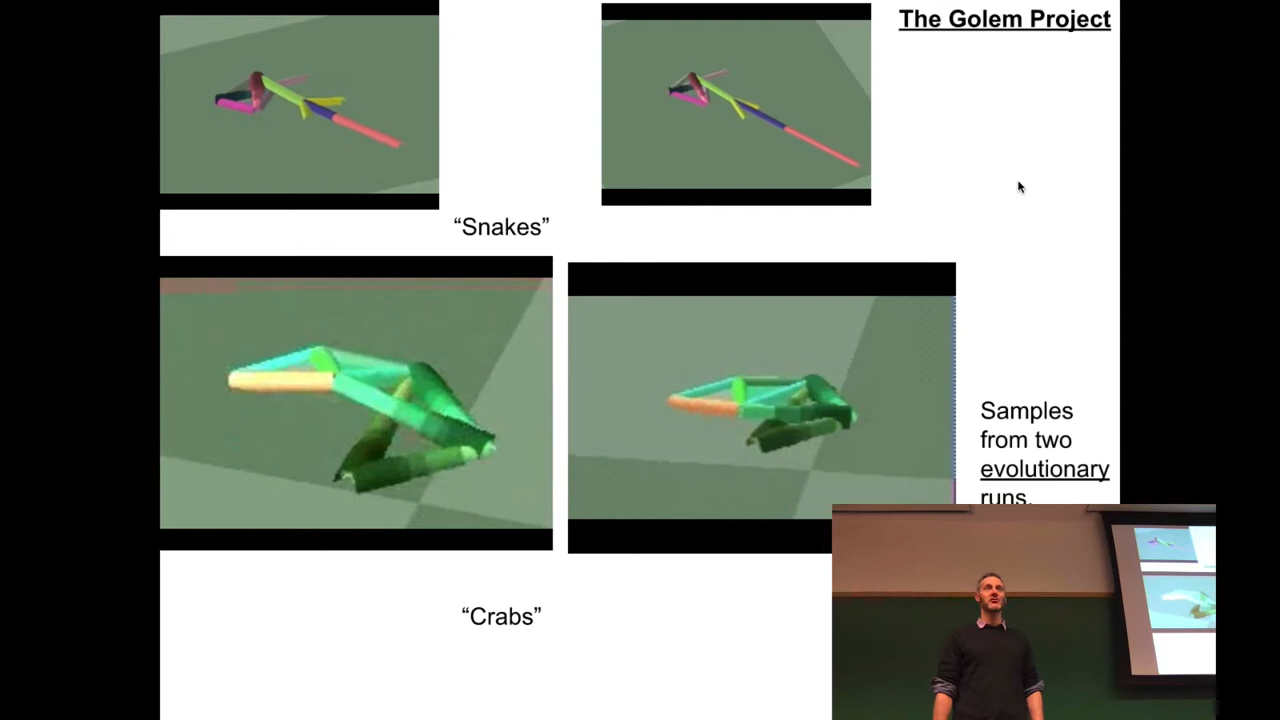 The Golem Project
“Snakes”
Samples
from two
evolutionary
runs.
“Crabs”